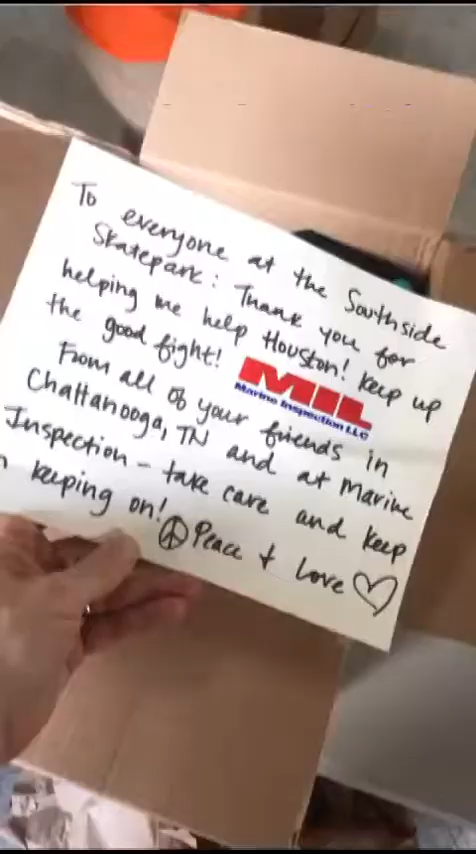 To everyone at the Southside
Skatepark: Thank you for
helping me help Houston! Keep up
the good fight!
MIL
Marine Inspection LLC
From all of your friends in
Chattanooga, TN and at Marine
Inspection - take care and keep
on keeping on!
Peace + Love